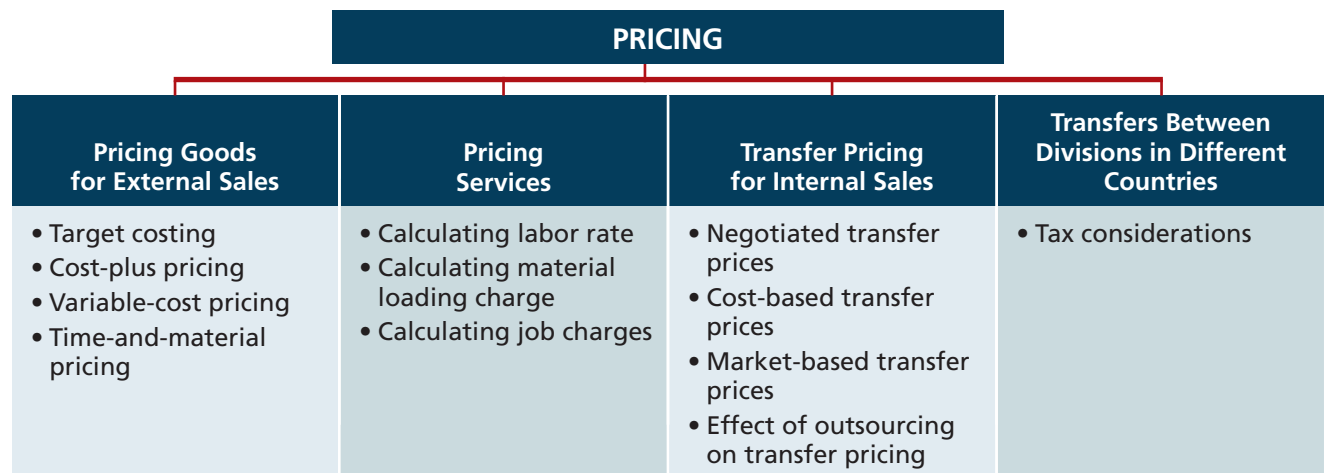 PRICING
Pricing Goods
for External Sales
• Target costing
• Cost-plus pricing
• Variable-cost pricing
• Time-and-material
pricing
Pricing
Services
• Calculating labor rate
• Calculating material
loading charge
• Calculating job charges
Transfer Pricing
for Internal Sales
• Negotiated transfer
prices
• Cost-based transfer
prices
• Market-based transfer
prices
• Effect of outsourcing
on transfer pricing
Transfers Between
Divisions in Different
Countries
• Tax considerations